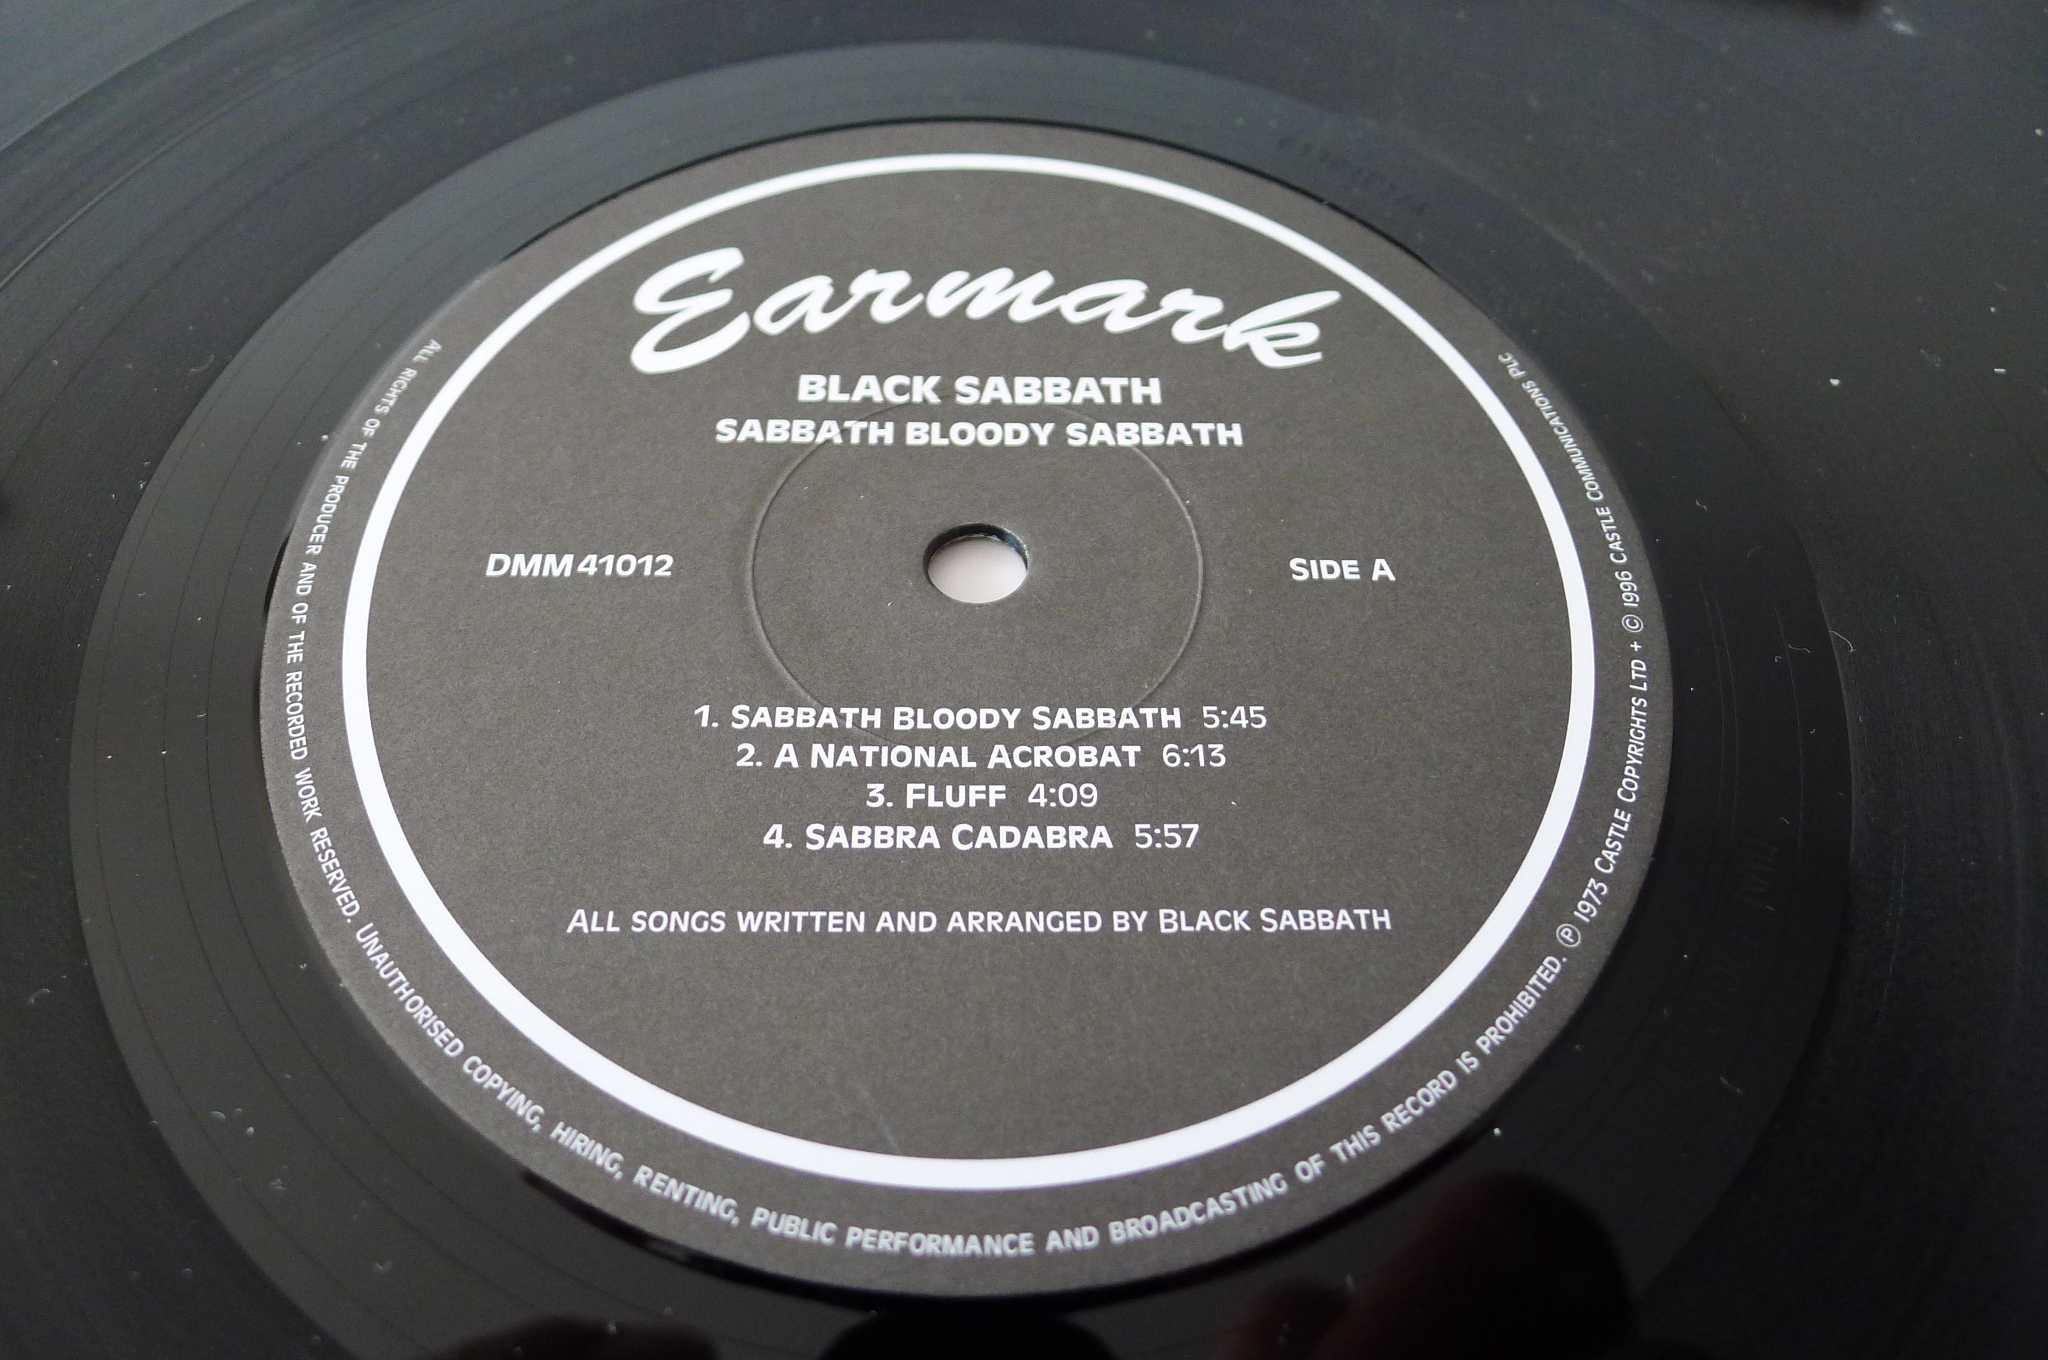 Earmark
BLACK SABBATH
SABBATH BLOODY SABBATH
DMM 41012
SIDE A
1. SABBATH BLOODY SABBATH 5:45
2. A NATIONAL ACROBAT 6:13
3. FLUFF 4:09
4. SABBRA CADABRA 5:57
ALL SONGS WRITTEN AND ARRANGED BY BLACK SABBATH
ALL RIGHTS OF THE PRODUCER AND OF THE RECORDED WORK RESERVED. UNAUTHORISED COPYING, HIRING, RENTING, PUBLIC PERFORMANCE AND BROADCASTING OF THIS RECORD IS PROHIBITED. ℗ 1973 CASTLE COPYRIGHTS LTD + © 1996 CASTLE COMMUNICATIONS PLC